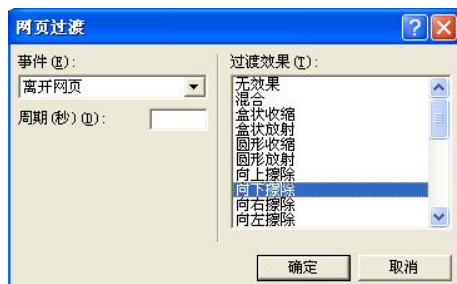 网页过渡
事件(E):
离开网页
周期(秒)(D):
过渡效果(T):
无效果
混合
盒状收缩
盒状放射
圆形收缩
圆形放射
向上擦除
向下擦除
向右擦除
向左擦除
确定
取消